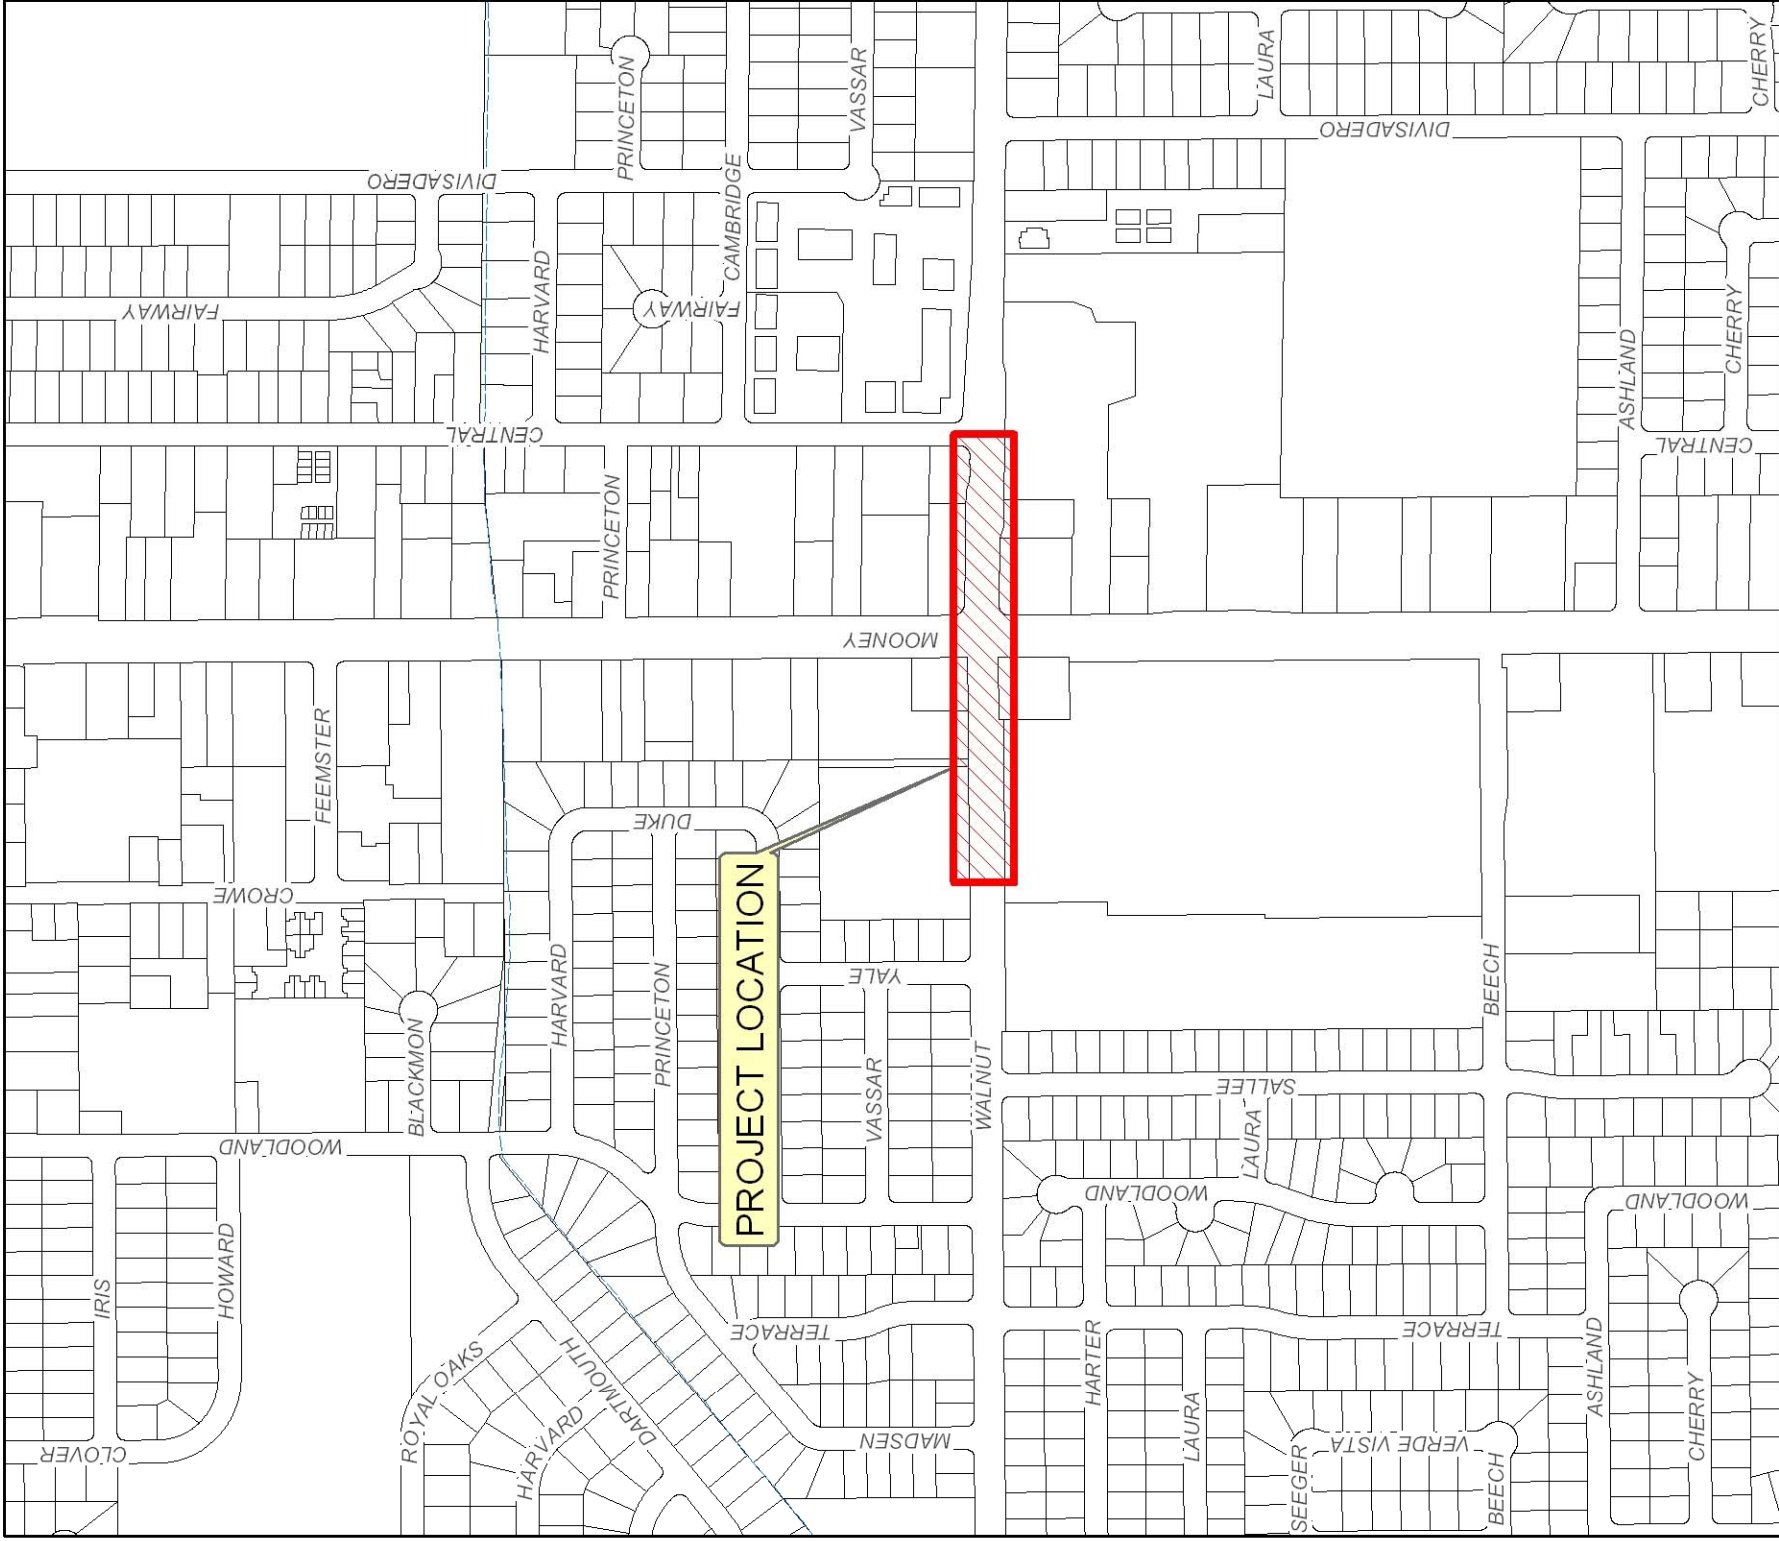 PRINCETON
VASSAR
LAURA
CHERRY
DIVISADERO
DIVISADERO
CAMBRIDGE
HARVARD
FAIRWAY
FAIRWAY
CHERRY
ASHLAND
CENTRAL
CENTRAL
PRINCETON
MOONEY
FEEMSTER
DUKE
CROWE
PROJECT LOCATION
HARVARD
PRINCETON
YALE
BEECH
BLACKMON
VASSAR
WALNUT
SALLEE
LAURA
WOODLAND
WOODLAND
WOODLAND
IRIS
HOWARD
TERRACE
TERRACE
ROYAL OAKS
DARTMOUTH
HARTER
ASHLAND
CLOVER
HARVARD
MADSEN
LAURA
VERDE VISTA
CHERRY
SEEGER
BEECH